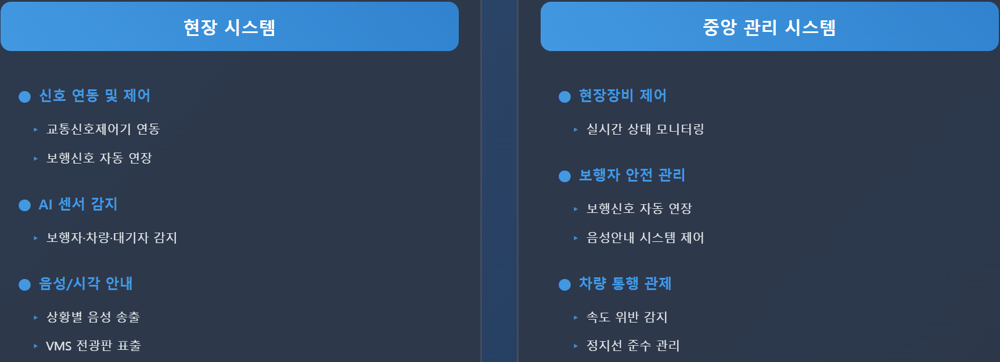 현장 시스템
신호 연동 및 제어
교통신호제어기 연동
보행신호 자동 연장
AI 센서 감지
보행자·차량·대기자 감지
음성/시각 안내
상황별 음성 송출
VMS 전광판 표출
중앙 관리 시스템
현장장비 제어
실시간 상태 모니터링
보행자 안전 관리
보행신호 자동 연장
음성안내 시스템 제어
차량 통행 관제
속도 위반 감지
정지선 준수 관리